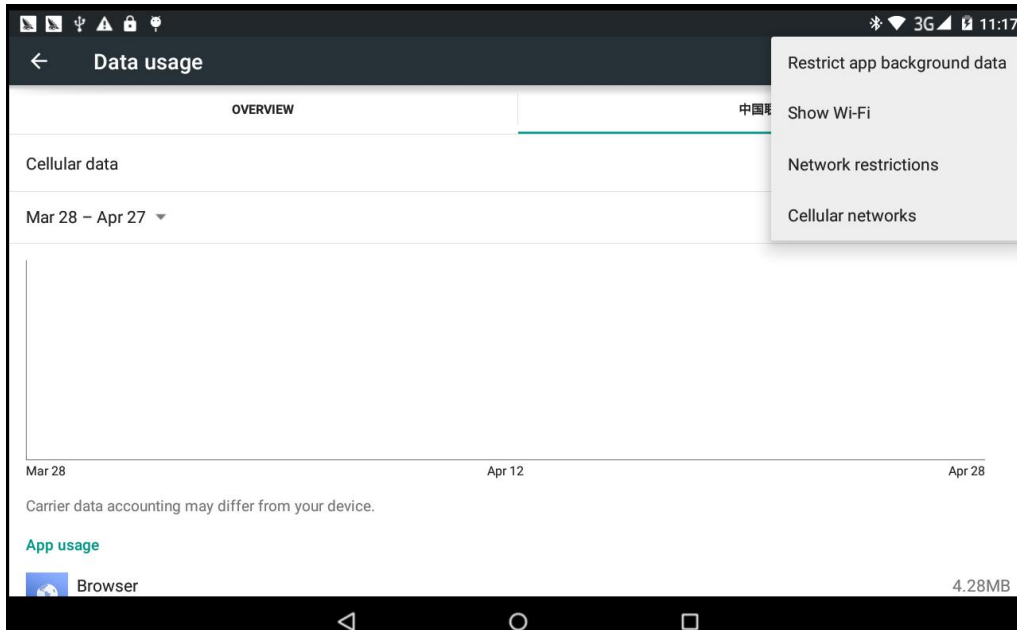 3G 11:17
Data usage
Restrict app background data
OVERVIEW
中国
Show Wi-Fi
Cellular data
Network restrictions
Mar 28 – Apr 27
Cellular networks
Mar 28 Apr 12 Apr 28
Carrier data accounting may differ from your device.
App usage
Browser 4.28MB